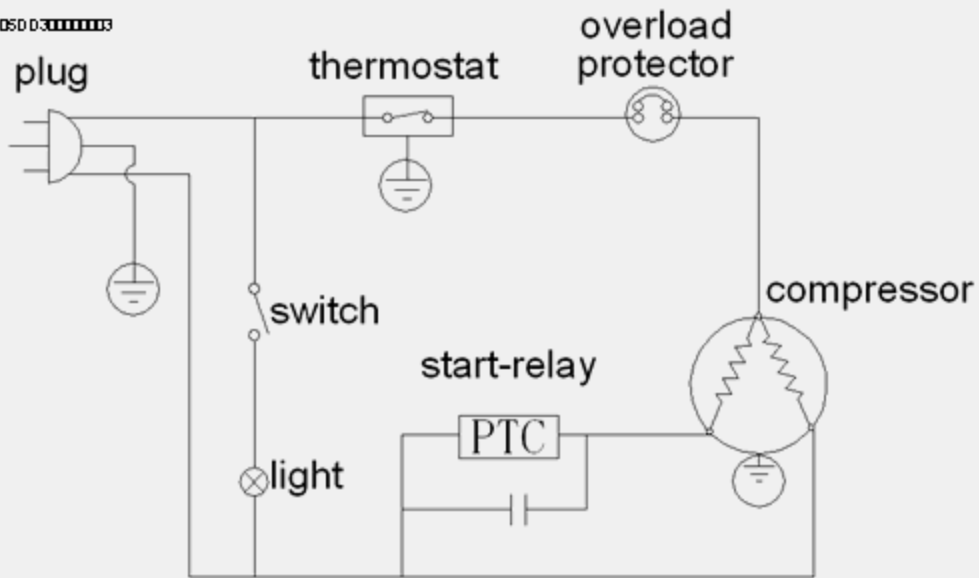 plug
thermostat
overload
protector
switch
compressor
start-relay
PTC
light